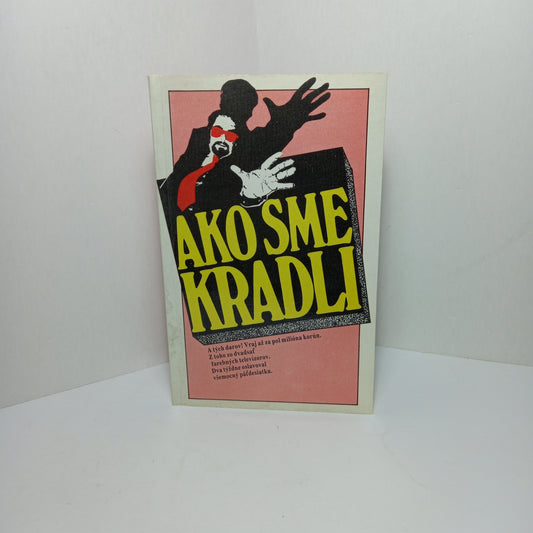 AKO SME
KRADLI
A tých darov! Vraj až za pol milióna korún.
Z toho zo dvadsať
farebných televízorov.
Dva týždne oslavoval
všemocný päťdesiatku.